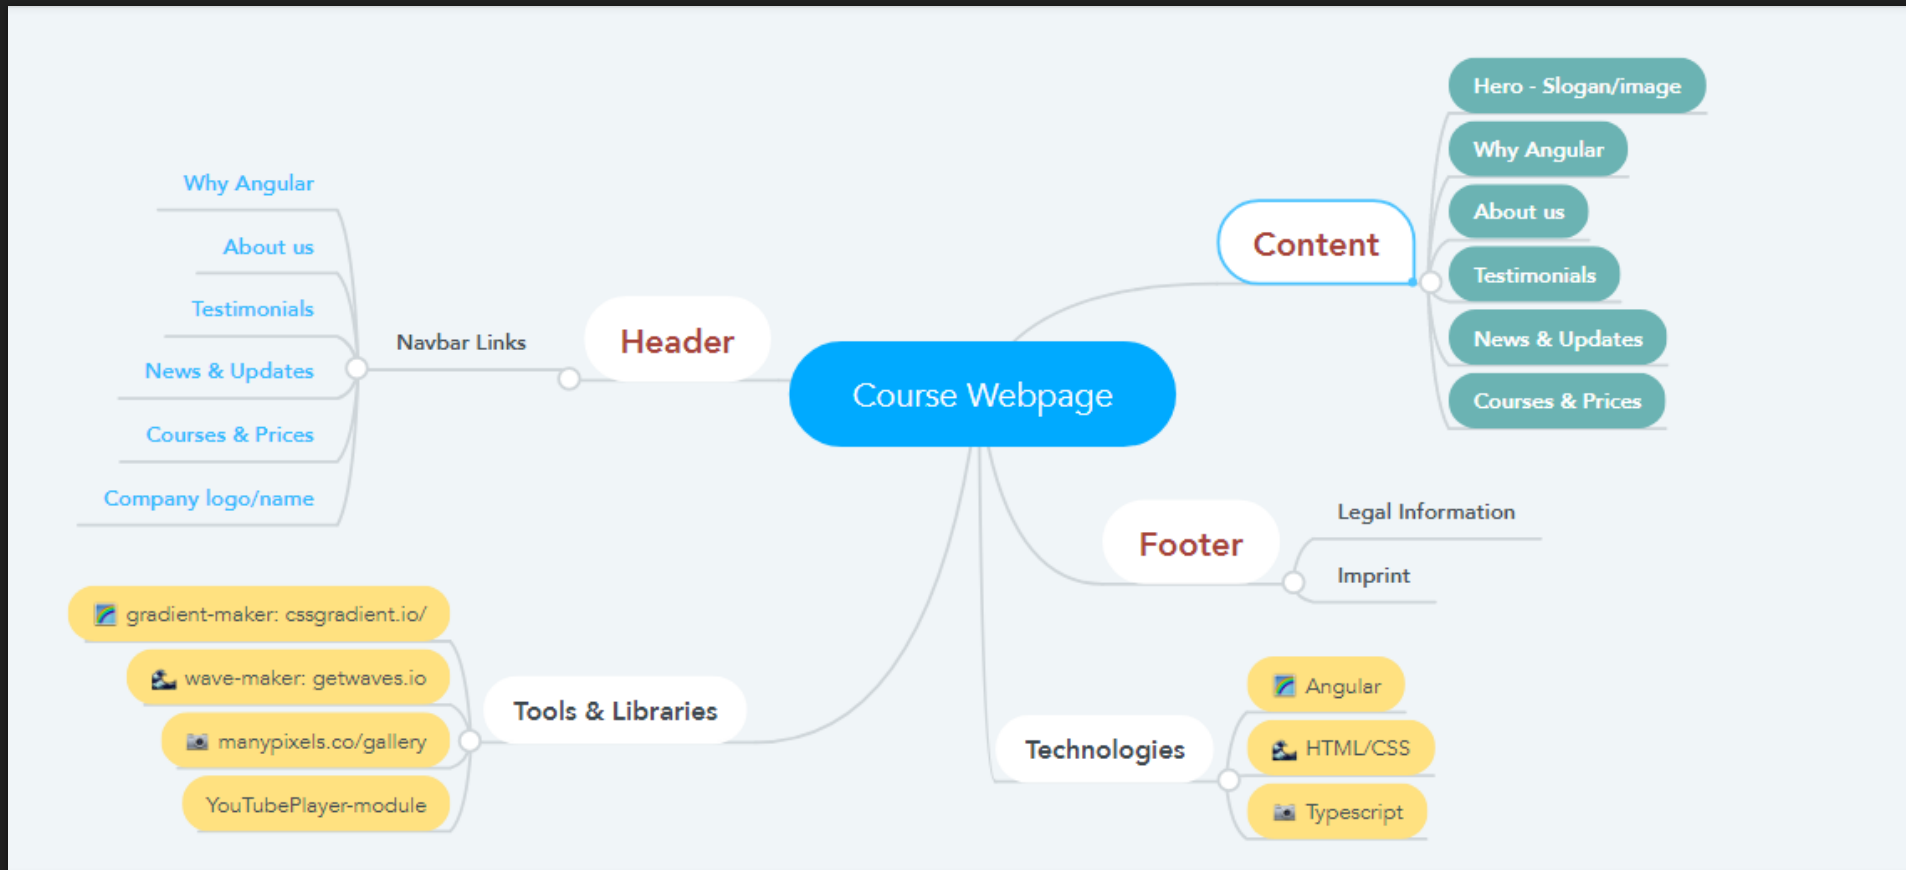 Course Webpage
Header
Navbar Links
Why Angular
About us
Testimonials
News & Updates
Courses & Prices
Company logo/name
Content
Hero - Slogan/image
Why Angular
About us
Testimonials
News & Updates
Courses & Prices
Footer
Legal Information
Imprint
Tools & Libraries
gradient-maker: cssgradient.io/
wave-maker: getwaves.io
manypixels.co/gallery
YouTubePlayer-module
Technologies
Angular
HTML/CSS
Typescript